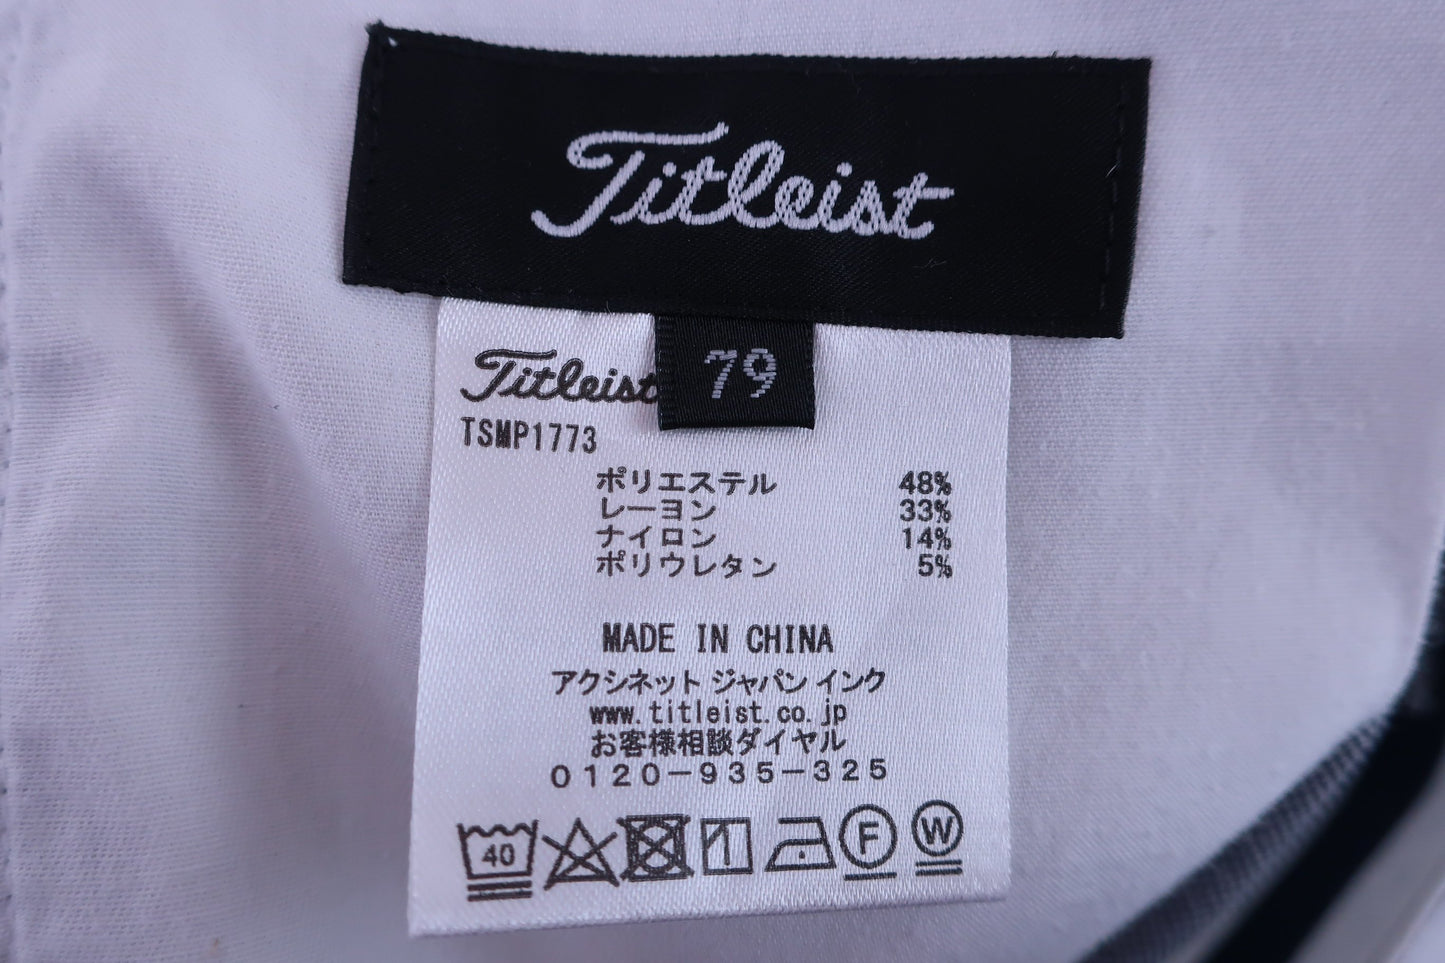 Titleist
79
Titleist
TSMP1773
ポリエステル 48%
レーヨン 33%
ナイロン 14%
ポリウレタン 5%
MADE IN CHINA
アクシネット ジャパン インク
www.titleist.co.jp
お客様相談ダイヤル
0120-935-325
40 F W